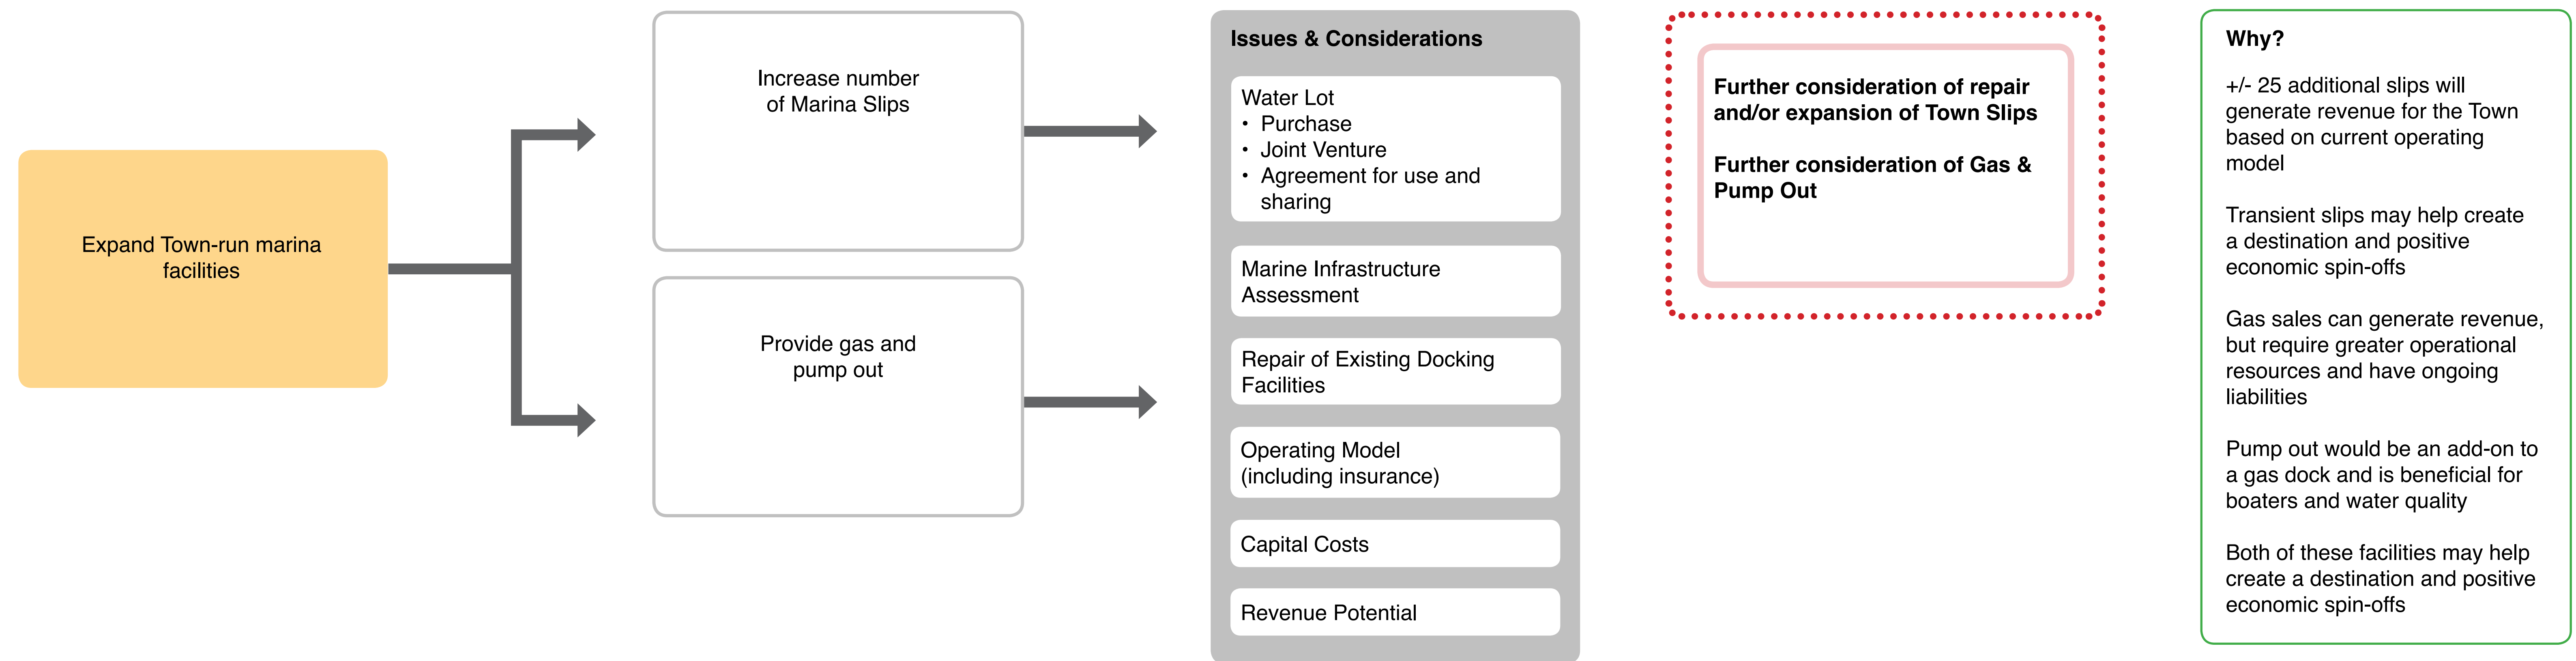 Expand Town-run marina
facilities
Increase number
of Marina Slips
Provide gas and
pump out
Issues & Considerations
Water Lot
• Purchase
• Joint Venture
• Agreement for use and
sharing
Marine Infrastructure
Assessment
Repair of Existing Docking
Facilities
Operating Model
(including insurance)
Capital Costs
Revenue Potential
Further consideration of repair
and/or expansion of Town Slips
Further consideration of Gas &
Pump Out
Why?
+/- 25 additional slips will
generate revenue for the Town
based on current operating
model
Transient slips may help create
a destination and positive
economic spin-offs
Gas sales can generate revenue,
but require greater operational
resources and have ongoing
liabilities
Pump out would be an add-on to
a gas dock and is beneficial for
boaters and water quality
Both of these facilities may help
create a destination and positive
economic spin-offs